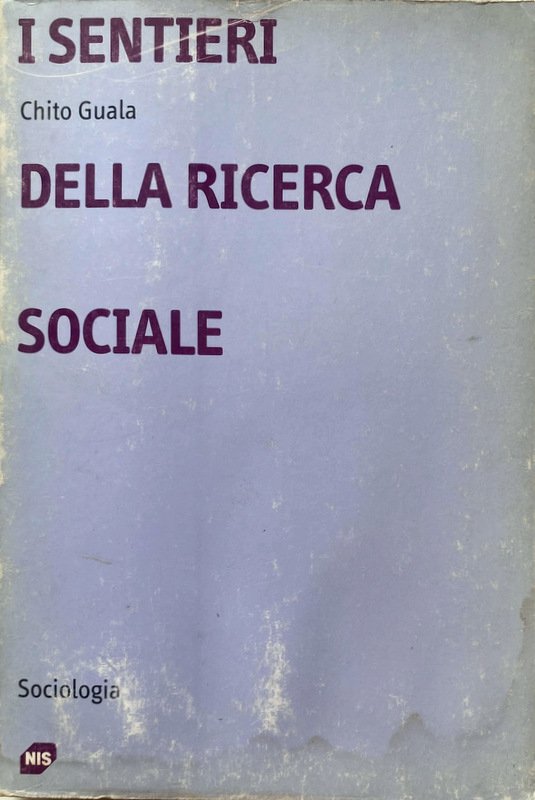 I SENTIERI
Chito Guala
DELLA RICERCA
SOCIALE
Sociologia
NIS